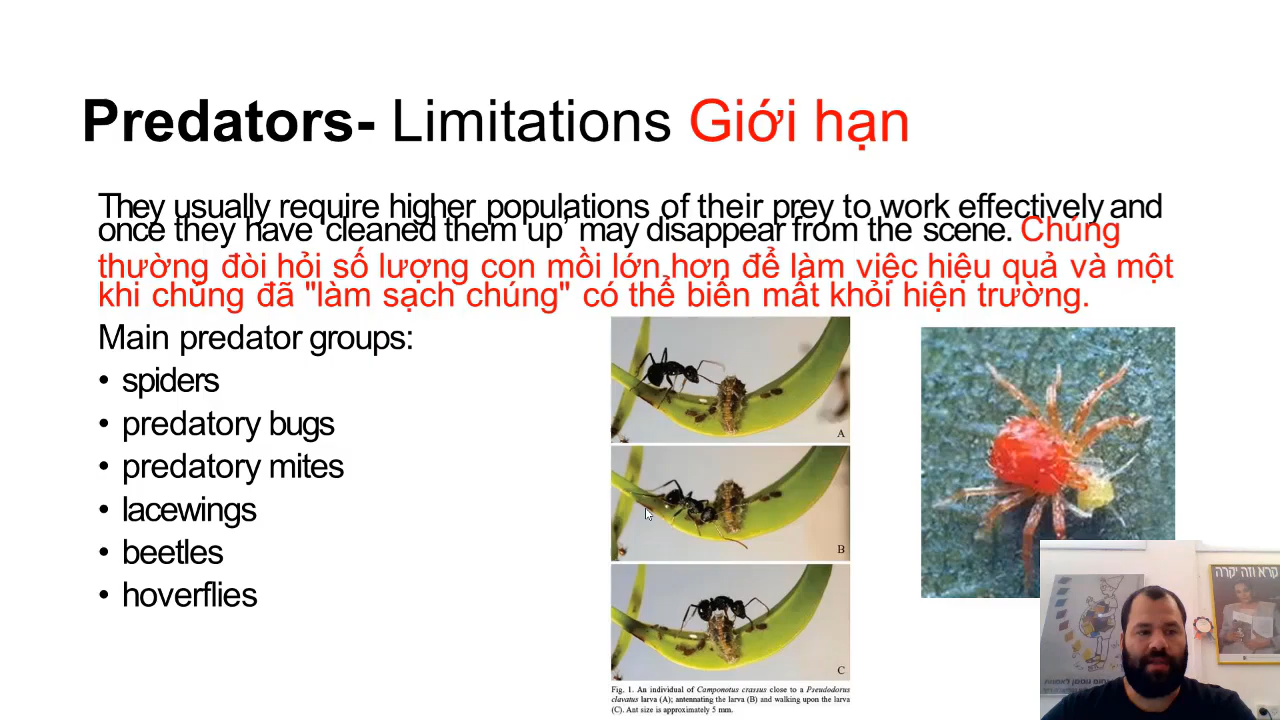 Predators- Limitations Giới hạn
They usually require higher populations of their prey to work effectively and
once they have 'cleaned them up' may disappear from the scene. Chúng
thường đòi hỏi số lượng con mồi lớn hơn để làm việc hiệu quả và một
khi chúng đã "làm sạch chúng" có thể biến mất khỏi hiện trường.
Main predator groups:
• spiders
• predatory bugs
• predatory mites
• lacewings
• beetles
• hoverflies
A
B
C
Fig. 1. An individual of Camponotus crassus close to a Pseudodorus
clavatus larva (A); antennating the larva (B) and walking upon the larva
(C). Ant size is approximately 5 mm.
קרא וזה יקרה